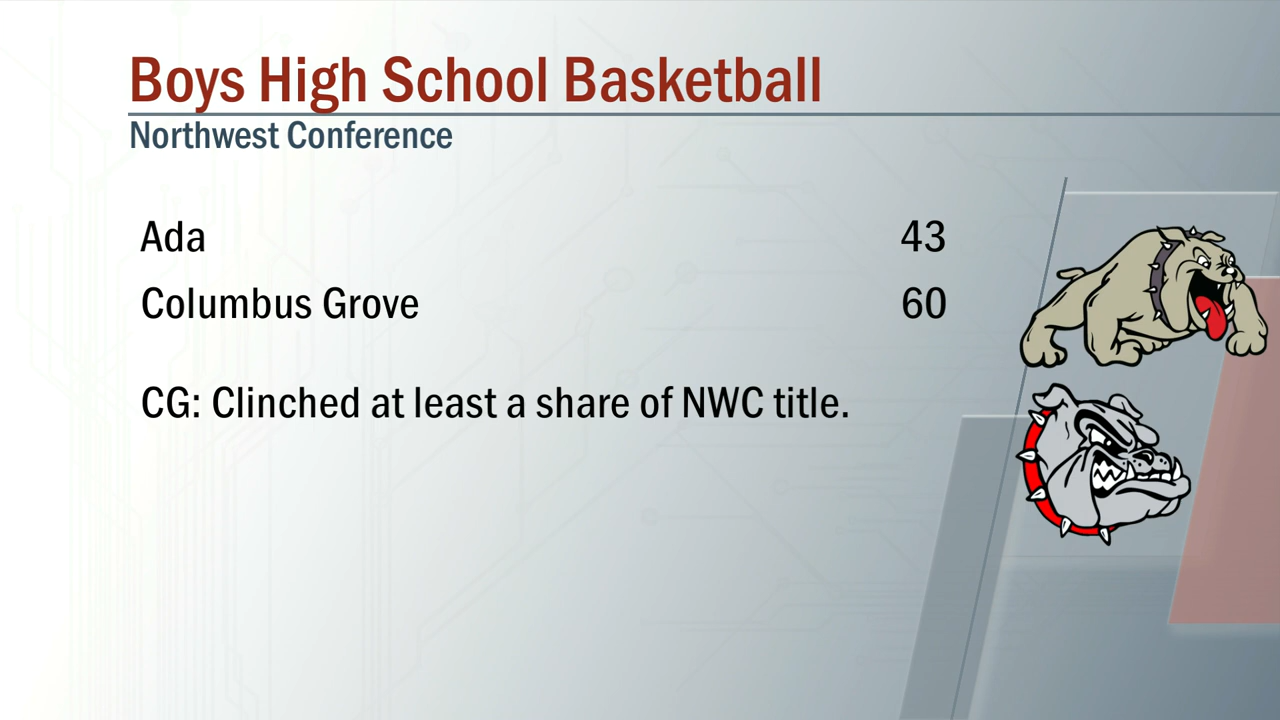 Boys High School Basketball
Northwest Conference
Ada 43
Columbus Grove 60
CG: Clinched at least a share of NWC title.